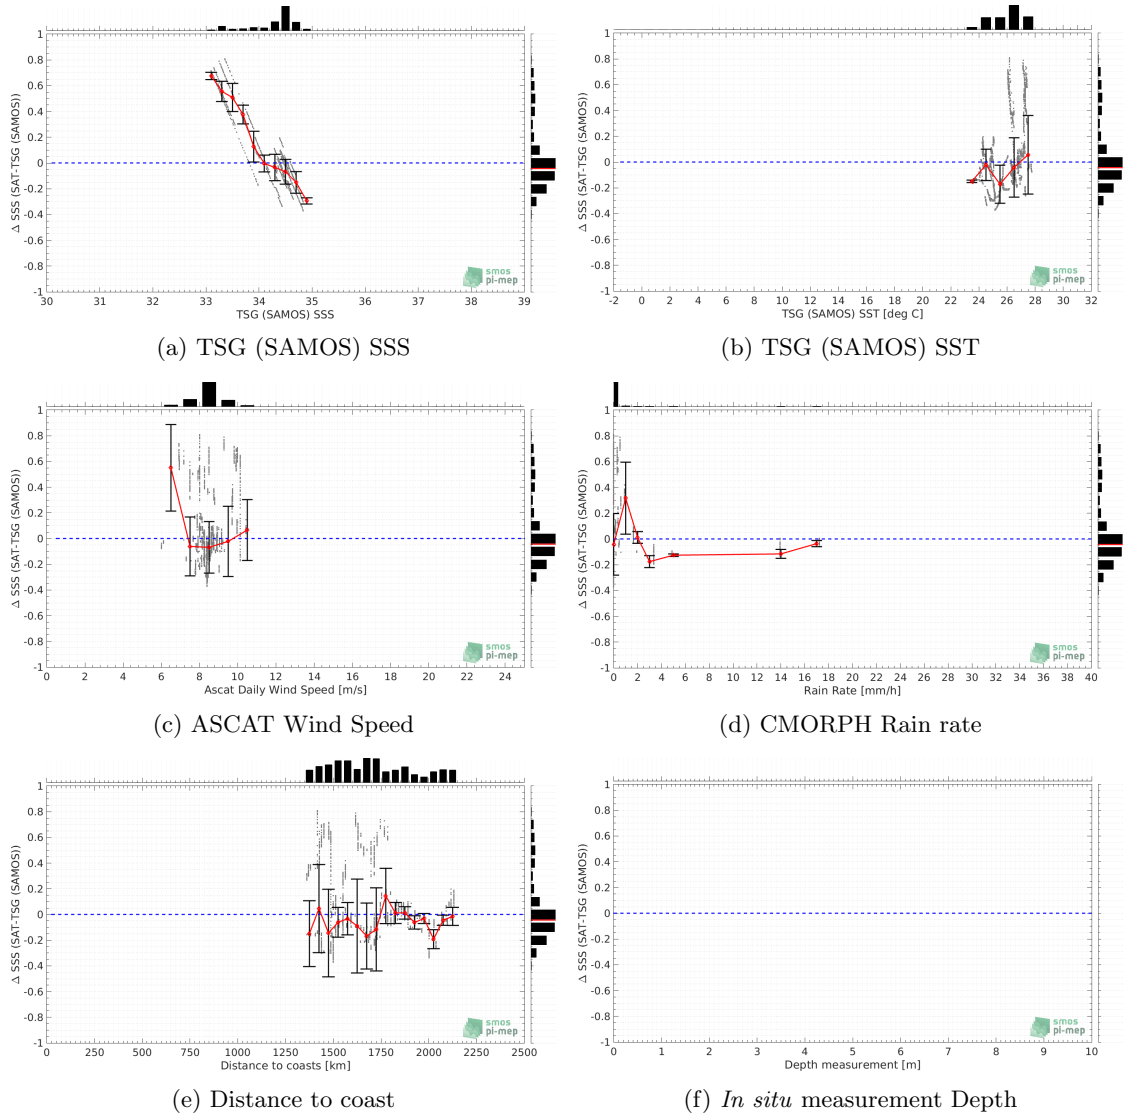 1
0.8
0.6
0.4
0.2
0
-0.2
-0.4
-0.6
-0.8
-1
Δ SSS (SAT-TSG (SAMOS))
30 31 32 33 34 35 36 37 38 39
TSG (SAMOS) SSS
smos
pi-mep
(a) TSG (SAMOS) SSS
1
0.8
0.6
0.4
0.2
0
-0.2
-0.4
-0.6
-0.8
-1
Δ SSS (SAT-TSG (SAMOS))
-2 0 2 4 6 8 10 12 14 16 18 20 22 24 26 28 30 32
TSG (SAMOS) SST [deg C]
smos
pi-mep
(b) TSG (SAMOS) SST
1
0.8
0.6
0.4
0.2
0
-0.2
-0.4
-0.6
-0.8
-1
Δ SSS (SAT-TSG (SAMOS))
0 2 4 6 8 10 12 14 16 18 20 22 24
Ascat Daily Wind Speed [m/s]
smos
pi-mep
(c) ASCAT Wind Speed
1
0.8
0.6
0.4
0.2
0
-0.2
-0.4
-0.6
-0.8
-1
Δ SSS (SAT-TSG (SAMOS))
0 2 4 6 8 10 12 14 16 18 20 22 24 26 28 30 32 34 36 38 40
Rain Rate [mm/h]
smos
pi-mep
(d) CMORPH Rain rate
1
0.8
0.6
0.4
0.2
0
-0.2
-0.4
-0.6
-0.8
-1
Δ SSS (SAT-TSG (SAMOS))
0 250 500 750 1000 1250 1500 1750 2000 2250 2500
Distance to coasts [km]
smos
pi-mep
(e) Distance to coast
1
0.8
0.6
0.4
0.2
0
-0.2
-0.4
-0.6
-0.8
-1
Δ SSS (SAT-TSG (SAMOS))
0 1 2 3 4 5 6 7 8 9 10
Depth measurement [m]
smos
pi-mep
(f) In situ measurement Depth